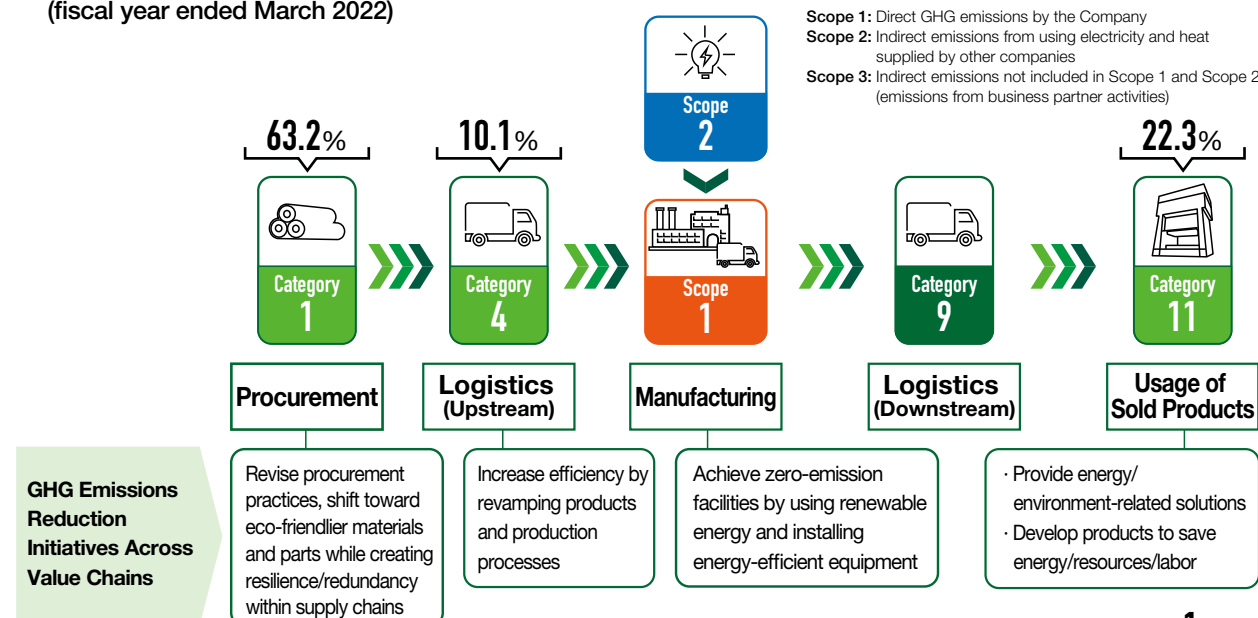 (fiscal year ended March 2022)
Scope 1: Direct GHG emissions by the Company
Scope 2: Indirect emissions from using electricity and heat
supplied by other companies
Scope 3: Indirect emissions not included in Scope 1 and Scope 2
(emissions from business partner activities)
Scope
2
63.2%
10.1%
22.3%
Category
1
Category
4
Scope
1
Category
9
Category
11
Procurement
Logistics
(Upstream)
Manufacturing
Logistics
(Downstream)
Usage of
Sold Products
GHG Emissions
Reduction
Initiatives Across
Value Chains
Revise procurement
practices, shift toward
eco-friendlier materials
and parts while creating
resilience/redundancy
within supply chains
Increase efficiency by
revamping products
and production
processes
Achieve zero-emission
facilities by using renewable
energy and installing
energy-efficient equipment
· Provide energy/
environment-related solutions
· Develop products to save
energy/resources/labor